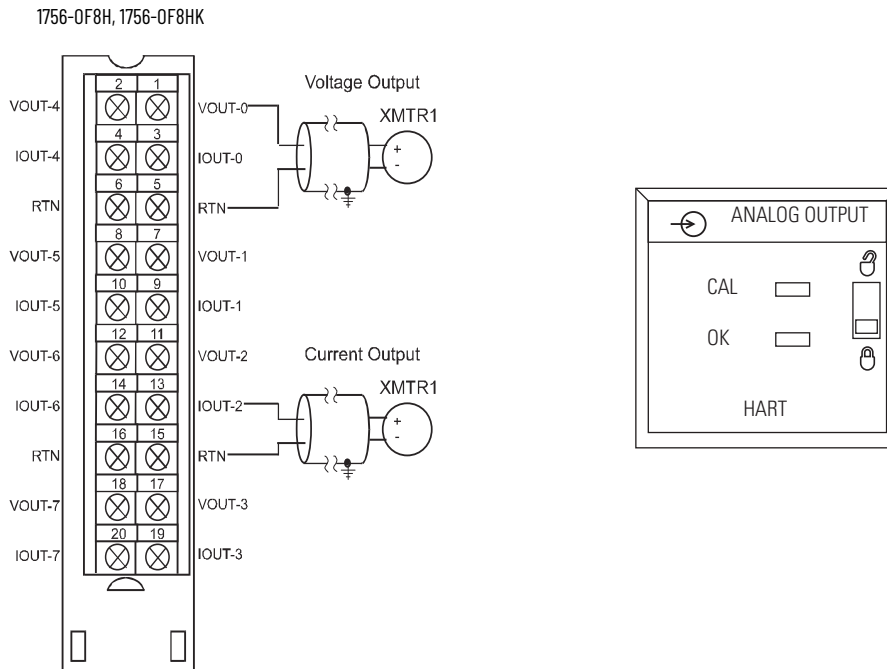 1756-OF8H, 1756-OF8HK
Voltage Output
XMTR1
+
-
2 1
VOUT-4 VOUT-0
4 3
IOUT-4 IOUT-0
6 5
RTN RTN
8 7
VOUT-5 VOUT-1
10 9
IOUT-5 IOUT-1
12 11
VOUT-6 VOUT-2
Current Output
XMTR1
+
-
14 13
IOUT-6 IOUT-2
16 15
RTN RTN
18 17
VOUT-7 VOUT-3
20 19
IOUT-7 IOUT-3
ANALOG OUTPUT
CAL
OK
HART